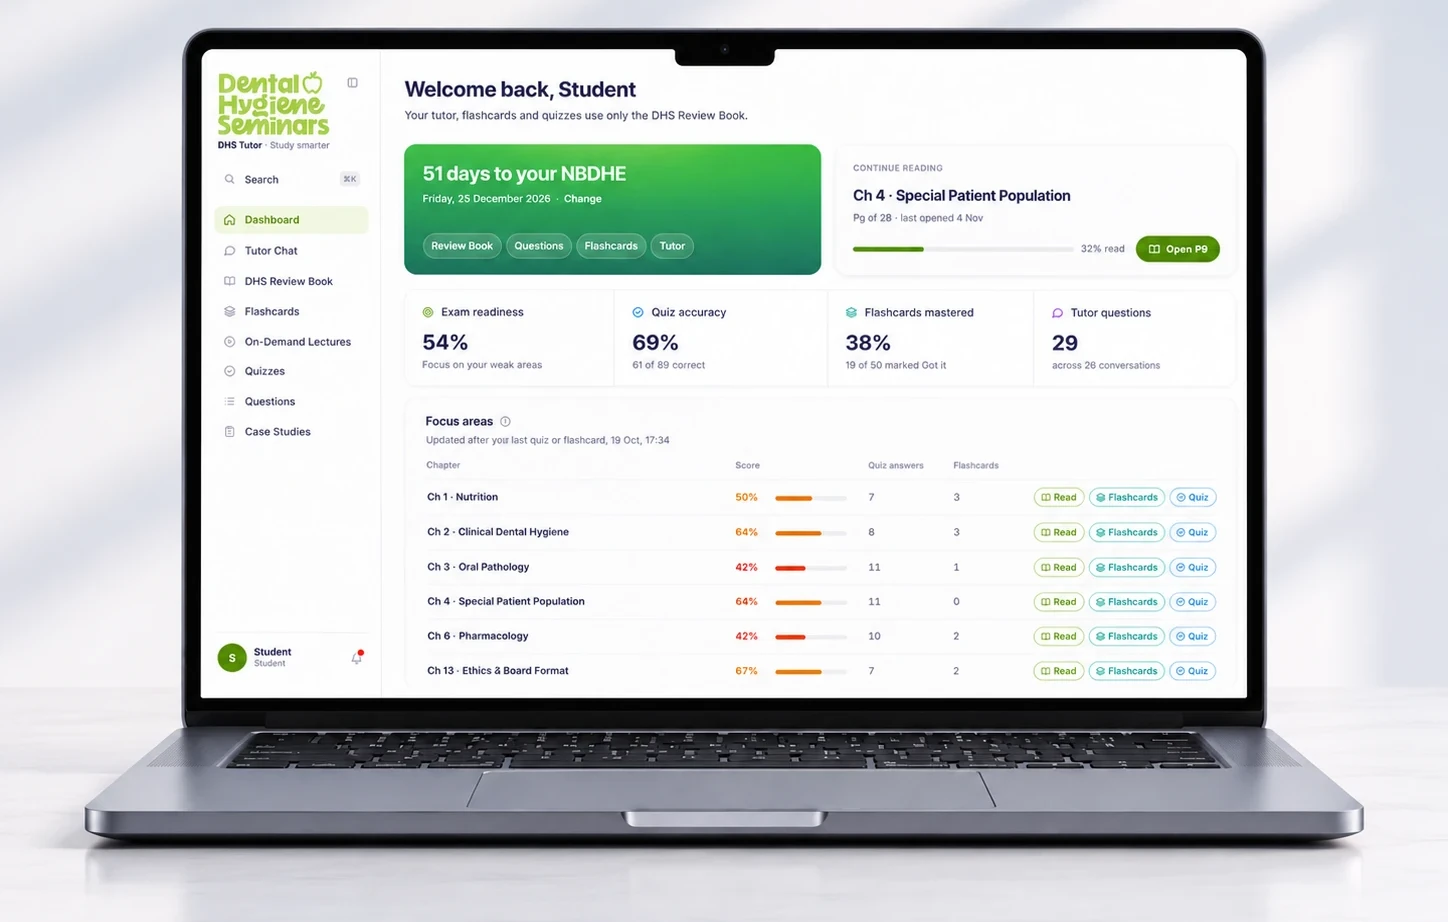 Dental
Hygiene
Seminars
DHS Tutor · Study smarter
Search
⌘K
Dashboard
Tutor Chat
DHS Review Book
Flashcards
On-Demand Lectures
Quizzes
Questions
Case Studies
S
Student
Student
Welcome back, Student
Your tutor, flashcards and quizzes use only the DHS Review Book.
51 days to your NBDHE
Friday, 25 December 2026 · Change
Review Book Questions Flashcards Tutor
CONTINUE READING
Ch 4 · Special Patient Population
Pg of 28 · last opened 4 Nov
32% read
Open P9
Exam readiness
54%
Focus on your weak areas
Quiz accuracy
69%
61 of 89 correct
Flashcards mastered
38%
19 of 50 marked Got it
Tutor questions
29
across 26 conversations
Focus areas
Updated after your last quiz or flashcard, 19 Oct, 17:34
Chapter Score Quiz answers Flashcards
Ch 1 · Nutrition 50% 7 3 Read Flashcards Quiz
Ch 2 · Clinical Dental Hygiene 64% 8 3 Read Flashcards Quiz
Ch 3 · Oral Pathology 42% 11 1 Read Flashcards Quiz
Ch 4 · Special Patient Population 64% 11 0 Read Flashcards Quiz
Ch 6 · Pharmacology 42% 10 2 Read Flashcards Quiz
Ch 13 · Ethics & Board Format 67% 7 2 Read Flashcards Quiz